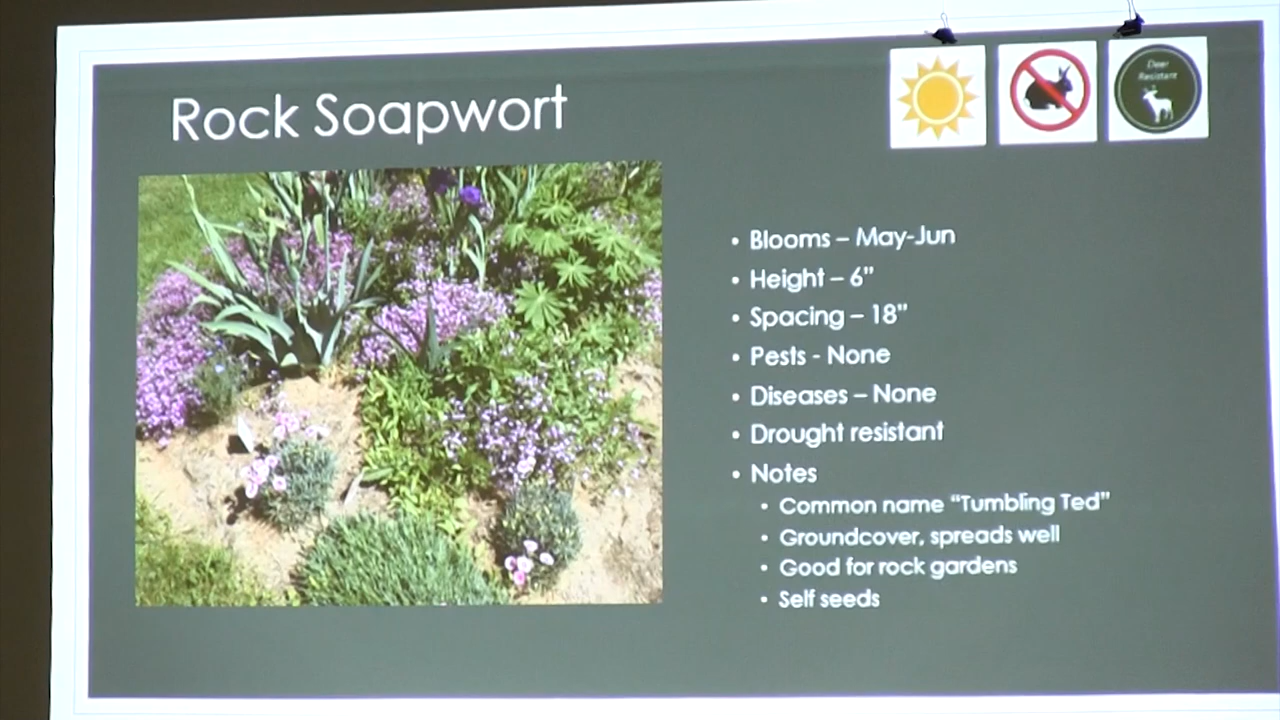 Rock Soapwort
Deer
Resistant
• Blooms – May-Jun
• Height – 6”
• Spacing – 18”
• Pests - None
• Diseases – None
• Drought resistant
• Notes
• Common name “Tumbling Ted”
• Groundcover, spreads well
• Good for rock gardens
• Self seeds